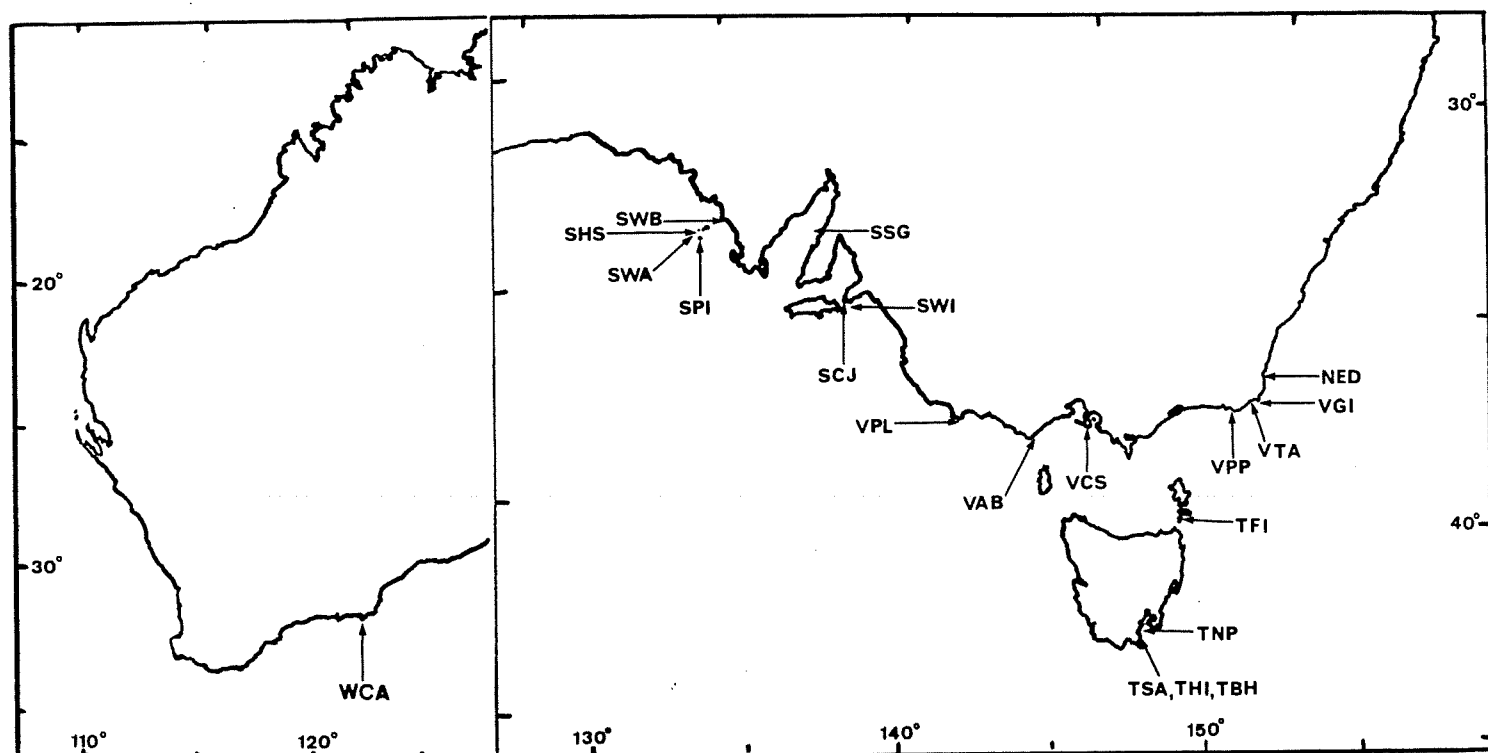 30°
SWB
SHS
SSG
SWA
20°
SPI
SWI
SCJ
NED
VGI
VPL
VTA
VPP
VCS
VAB
TFI
40°
30°
TNP
WCA
TSA,THI,TBH
110°
120°
130°
140°
150°